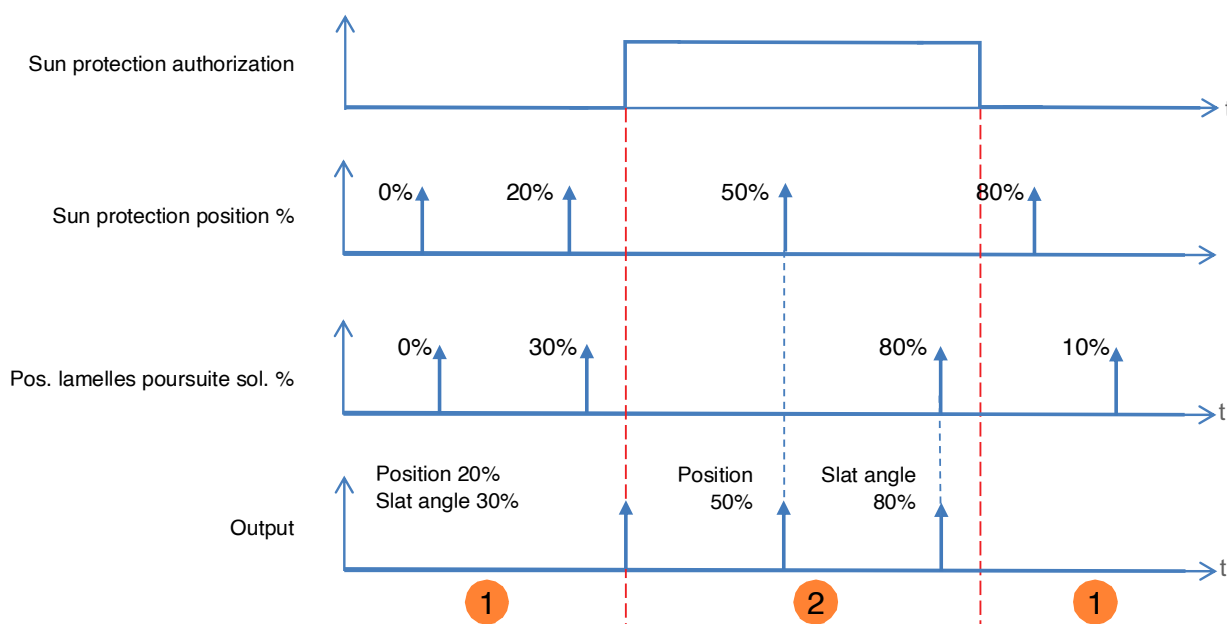 Sun protection authorization
t
Sun protection position %
0%
20%
50%
80%
Pos. lamelles poursuite sol. %
0%
30%
80%
10%
t
Output
Position 20%
Slat angle 30%
Position
50%
Slat angle
80%
t
1
2
1